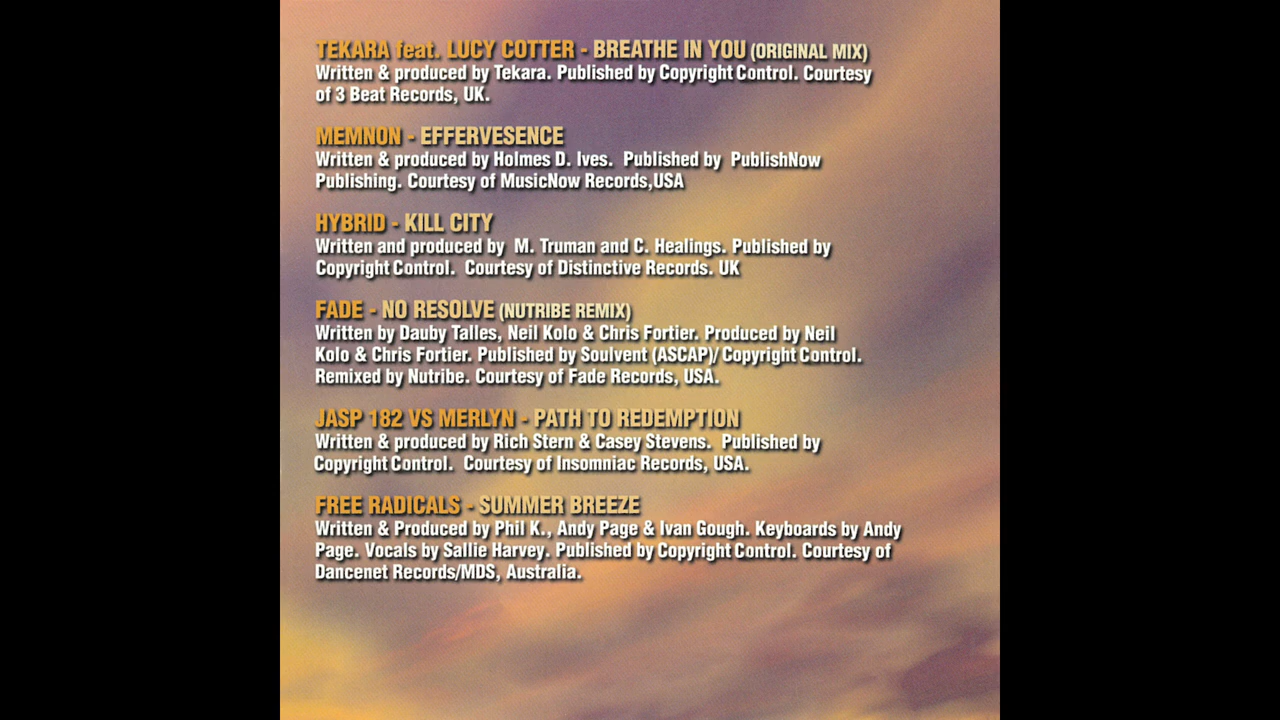 TEKARA feat. LUCY COTTER - BREATHE IN YOU (ORIGINAL MIX)
Written & produced by Tekara. Published by Copyright Control. Courtesy
of 3 Beat Records, UK.
MEMNON - EFFERVESENCE
Written & produced by Holmes D. Ives. Published by PublishNow
Publishing. Courtesy of MusicNow Records,USA
HYBRID - KILL CITY
Written and produced by M. Truman and C. Healings. Published by
Copyright Control. Courtesy of Distinctive Records. UK
FADE - NO RESOLVE (NUTRIBE REMIX)
Written by Dauby Talles, Neil Kolo & Chris Fortier. Produced by Neil
Kolo & Chris Fortier. Published by Soulvent (ASCAP)/ Copyright Control.
Remixed by Nutribe. Courtesy of Fade Records, USA.
JASP 182 VS MERLYN - PATH TO REDEMPTION
Written & produced by Rich Stern & Casey Stevens. Published by
Copyright Control. Courtesy of Insomniac Records, USA.
FREE RADICALS - SUMMER BREEZE
Written & Produced by Phil K., Andy Page & Ivan Gough. Keyboards by Andy
Page. Vocals by Sallie Harvey. Published by Copyright Control. Courtesy of
Dancenet Records/MDS, Australia.